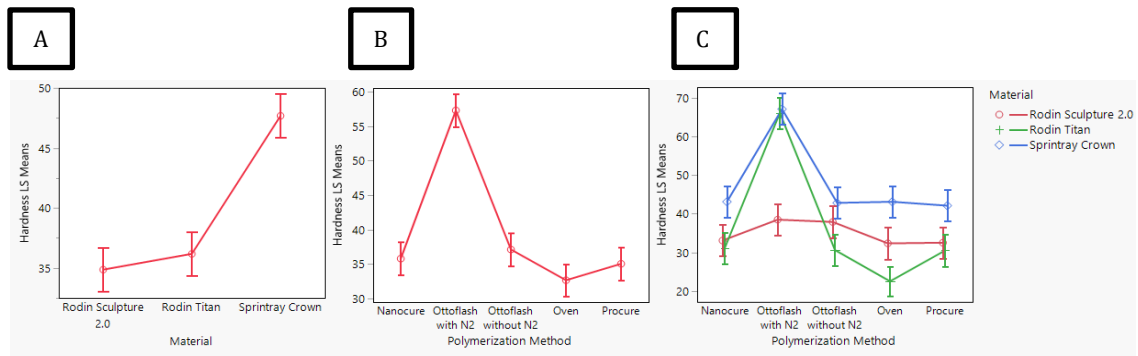 A
B
C
Hardness LS Means
50
45
40
35
Rodin Sculpture
2.0
Rodin Titan
Sprintray Crown
Material
Hardness LS Means
60
55
50
45
40
35
30
Nanocure
Ottoflash
with N2
Ottoflash
without N2
Oven
Procure
Polymerization Method
Hardness LS Means
70
60
50
40
30
20
Nanocure
Ottoflash
with N2
Ottoflash
without N2
Oven
Procure
Polymerization Method
Material
Rodin Sculpture 2.0
Rodin Titan
Sprintray Crown